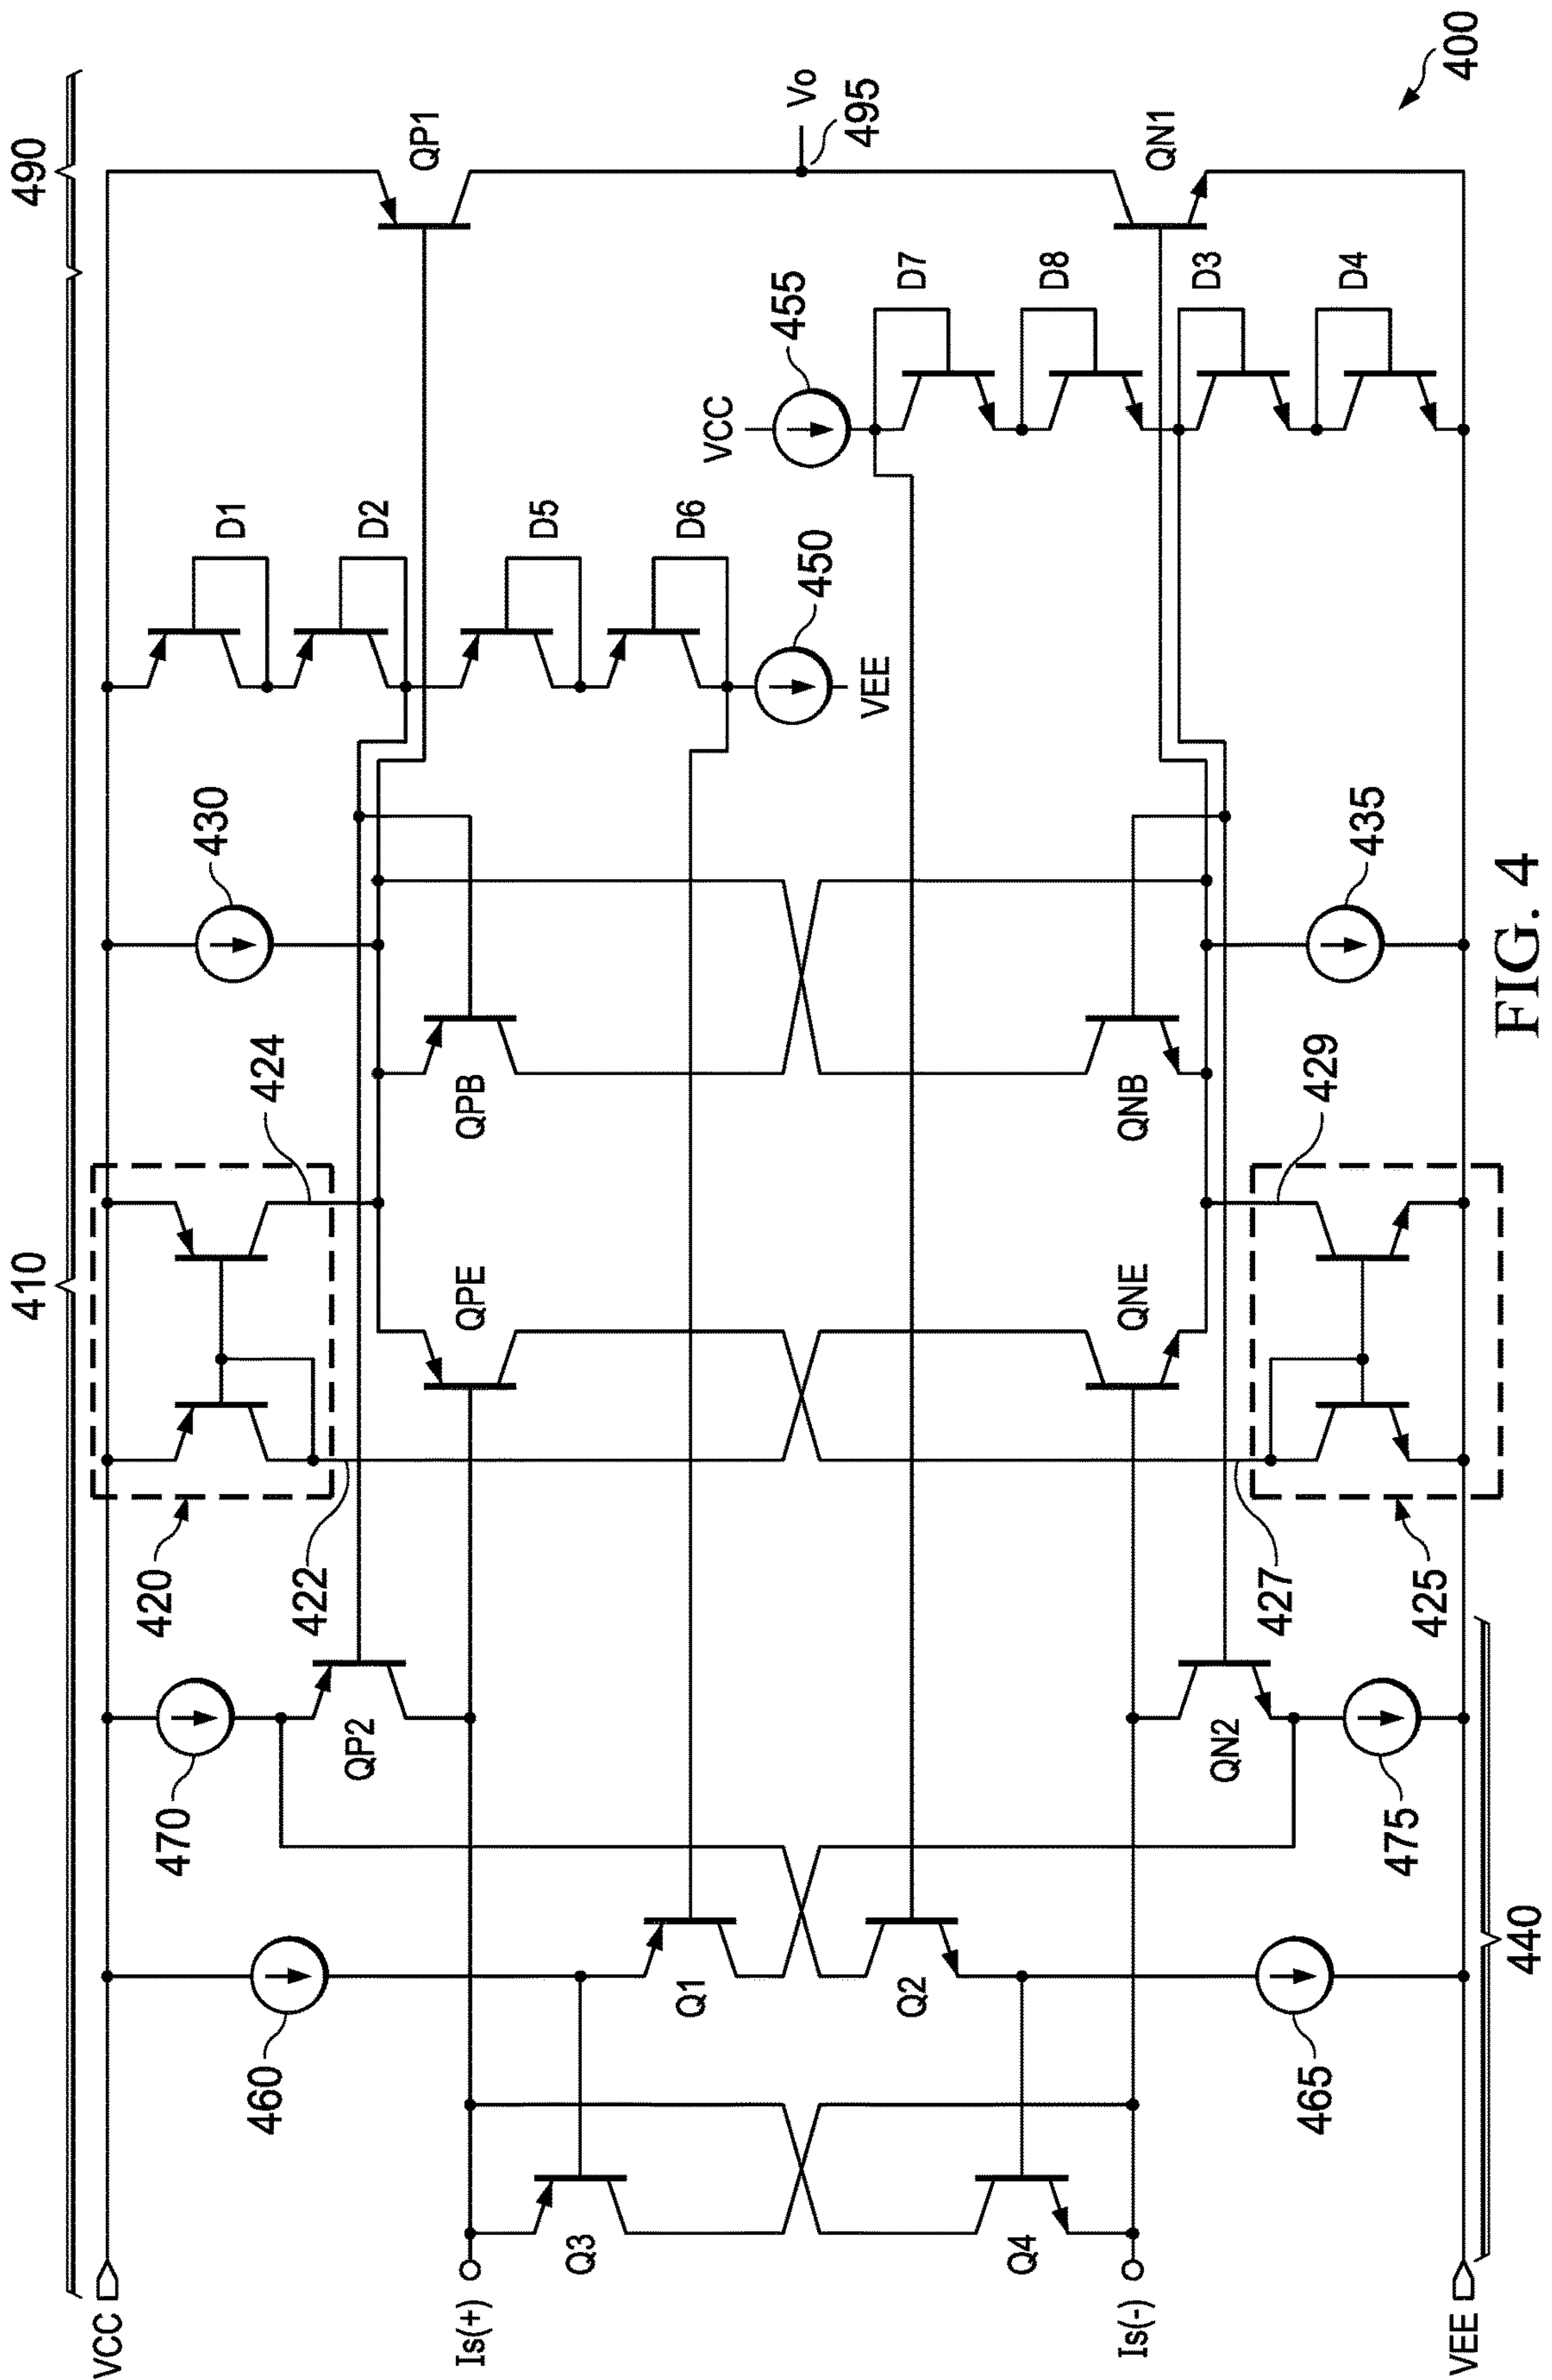 410
490
VCC
460
470
420
422
424
430
D1
D2
D5
D6
450
VEE
QP1
QP2
QPE
QPB
Is(+)
Q3
Q1
Q2
Q4
Is(-)
VCC
455
D7
D8
D3
D4
Vo
495
QN1
QN2
QNE
QNB
427
429
435
425
475
465
VEE
440
400
FIG. 4